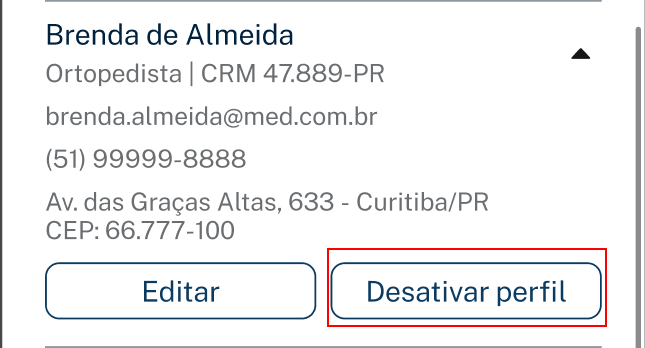 Brenda de Almeida
Ortopedista | CRM 47.889-PR
brenda.almeida@med.com.br
(51) 99999-8888
Av. das Graças Altas, 633 - Curitiba/PR
CEP: 66.777-100
Editar
Desativar perfil